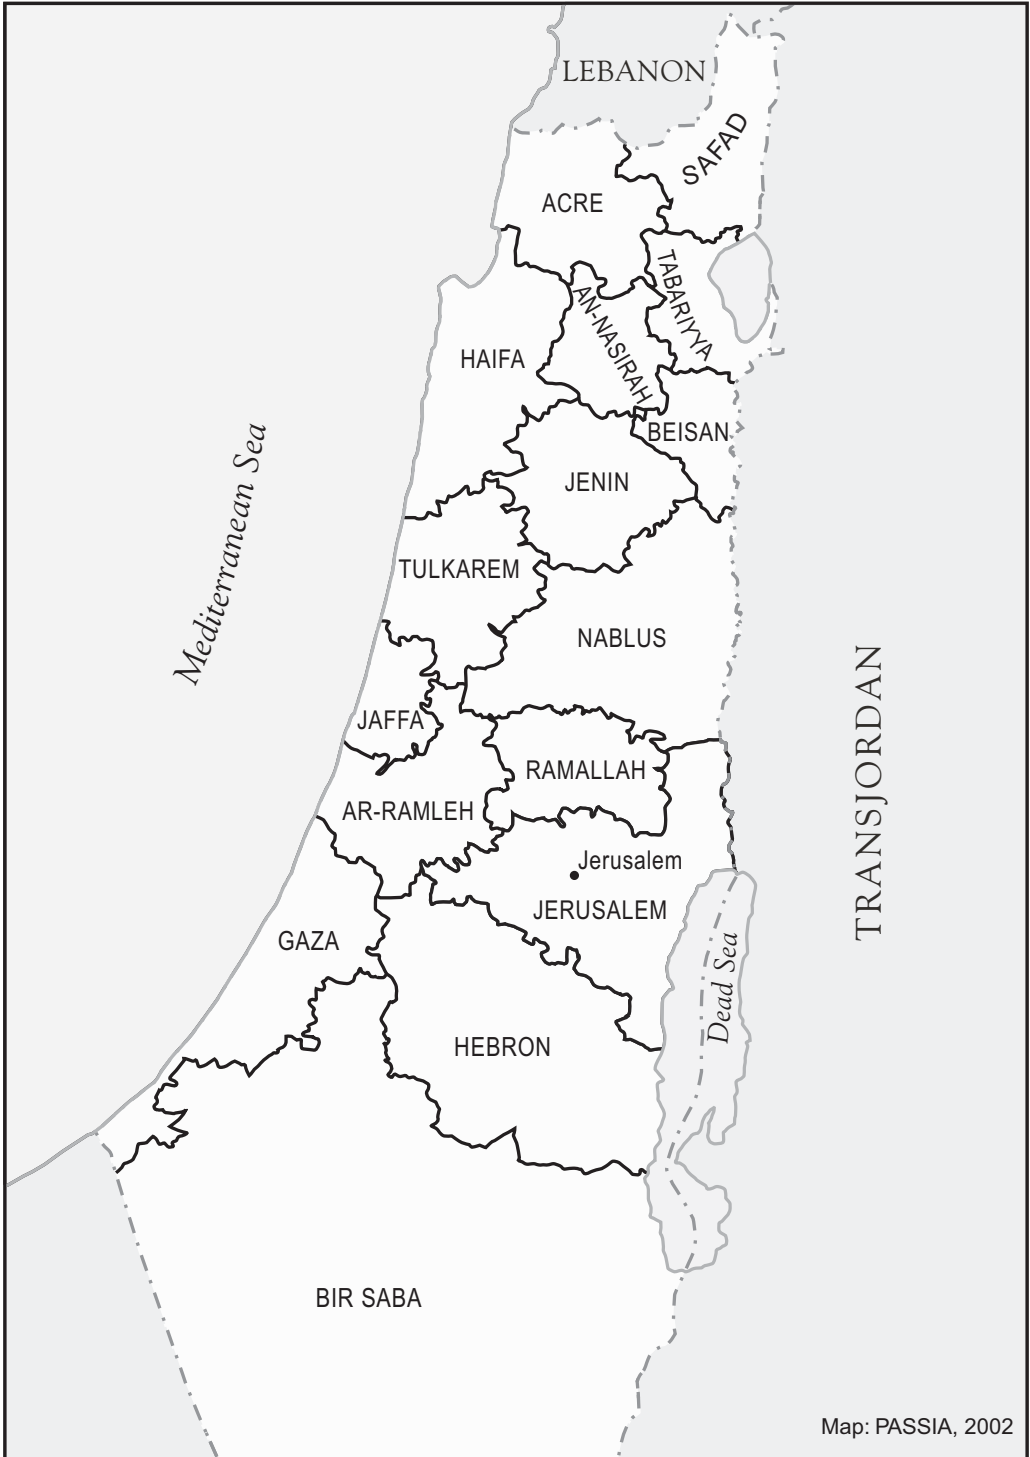 LEBANON
SAFAD
ACRE
TABARIYYA
AN-NASIRAH
HAIFA
BEISAN
JENIN
Mediterranean Sea
TULKAREM
NABLUS
JAFFA
RAMALLAH
AR-RAMLEH
TRANSJORDAN
Jerusalem
JERUSALEM
GAZA
Dead Sea
HEBRON
BIR SABA
Map: PASSIA, 2002